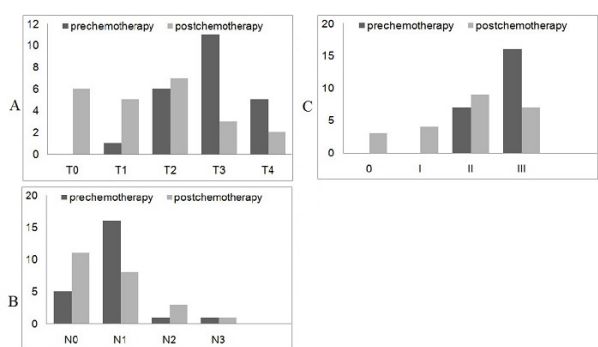 A
12
10
8
6
4
2
0
prechemotherapy postchemotherapy
T0 T1 T2 T3 T4
C
20
15
10
5
0
prechemotherapy postchemotherapy
0 I II III
B
20
15
10
5
0
prechemotherapy postchemotherapy
N0 N1 N2 N3